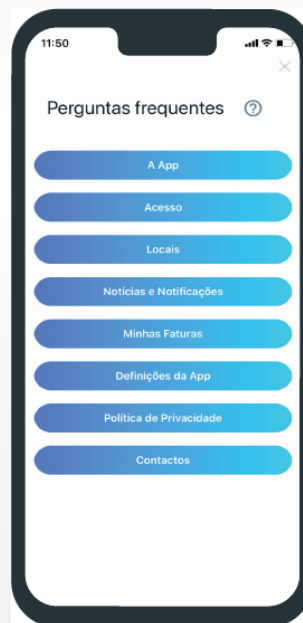 11:50
Perguntas frequentes
A App
Acesso
Locais
Notícias e Notificações
Minhas Faturas
Definições da App
Política de Privacidade
Contactos